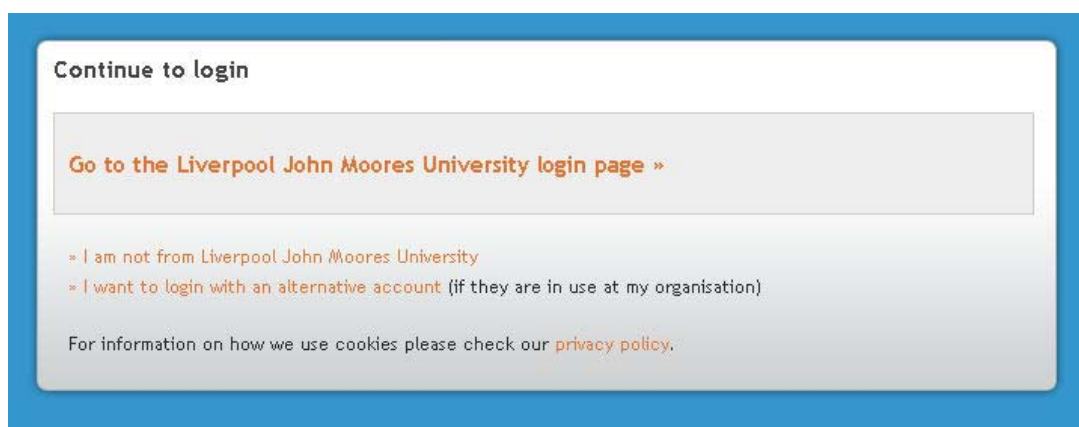 Continue to login
Go to the Liverpool John Moores University login page »
» I am not from Liverpool John Moores University
» I want to login with an alternative account (if they are in use at my organisation)
For information on how we use cookies please check our privacy policy.